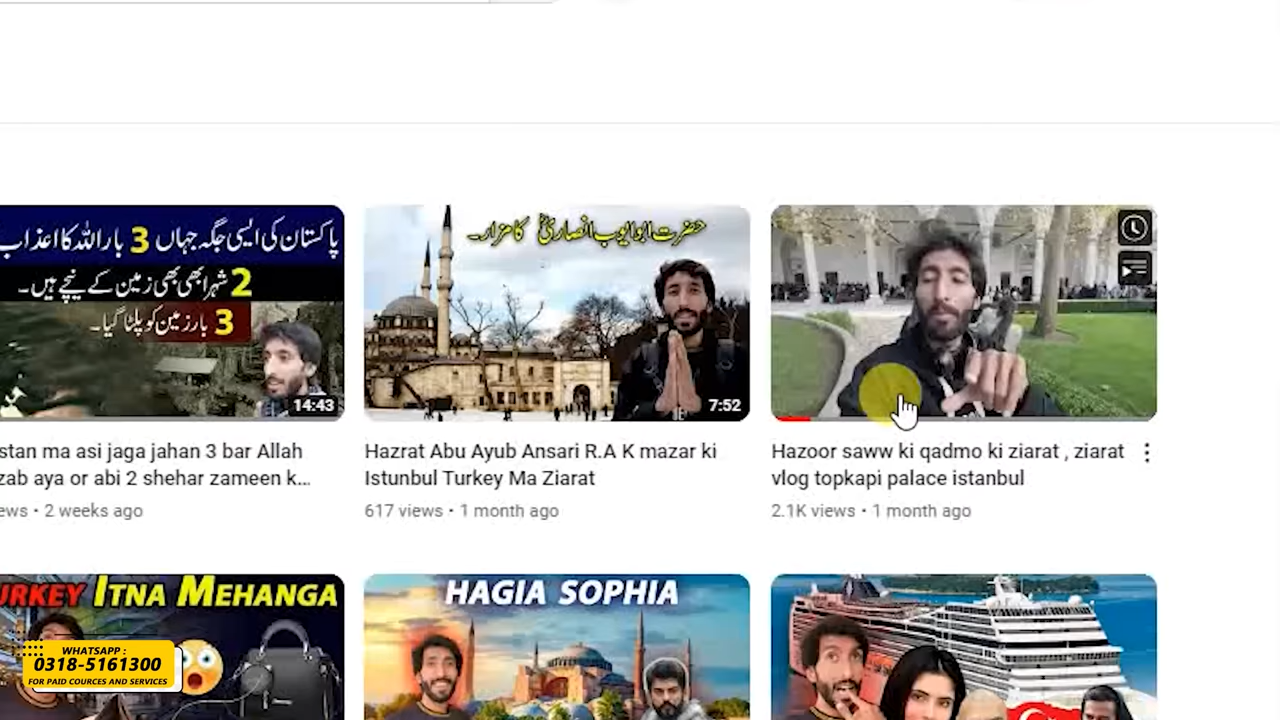 پاکستان کی ایسی جگہ جہاں 3 بار اللہ کا عذاب
2 شہر ابھی بھی زمین کے نیچے ہیں۔
3 بار زمین کو پلٹا گیا۔
14:43
حضرت ابو ایوب انصاریؓ کا مزار۔
7:52
stan ma asi jaga jahan 3 bar Allah
zab aya or abi 2 shehar zameen k...
ews • 2 weeks ago
Hazrat Abu Ayub Ansari R.A K mazar ki
Istunbul Turkey Ma Ziarat
617 views • 1 month ago
Hazoor saww ki qadmo ki ziarat , ziarat
vlog topkapi palace istanbul
2.1K views • 1 month ago
URKEY ITNA MEHANGA
HAGIA SOPHIA
WHATSAPP :
0318-5161300
FOR PAID COURCES AND SERVICES